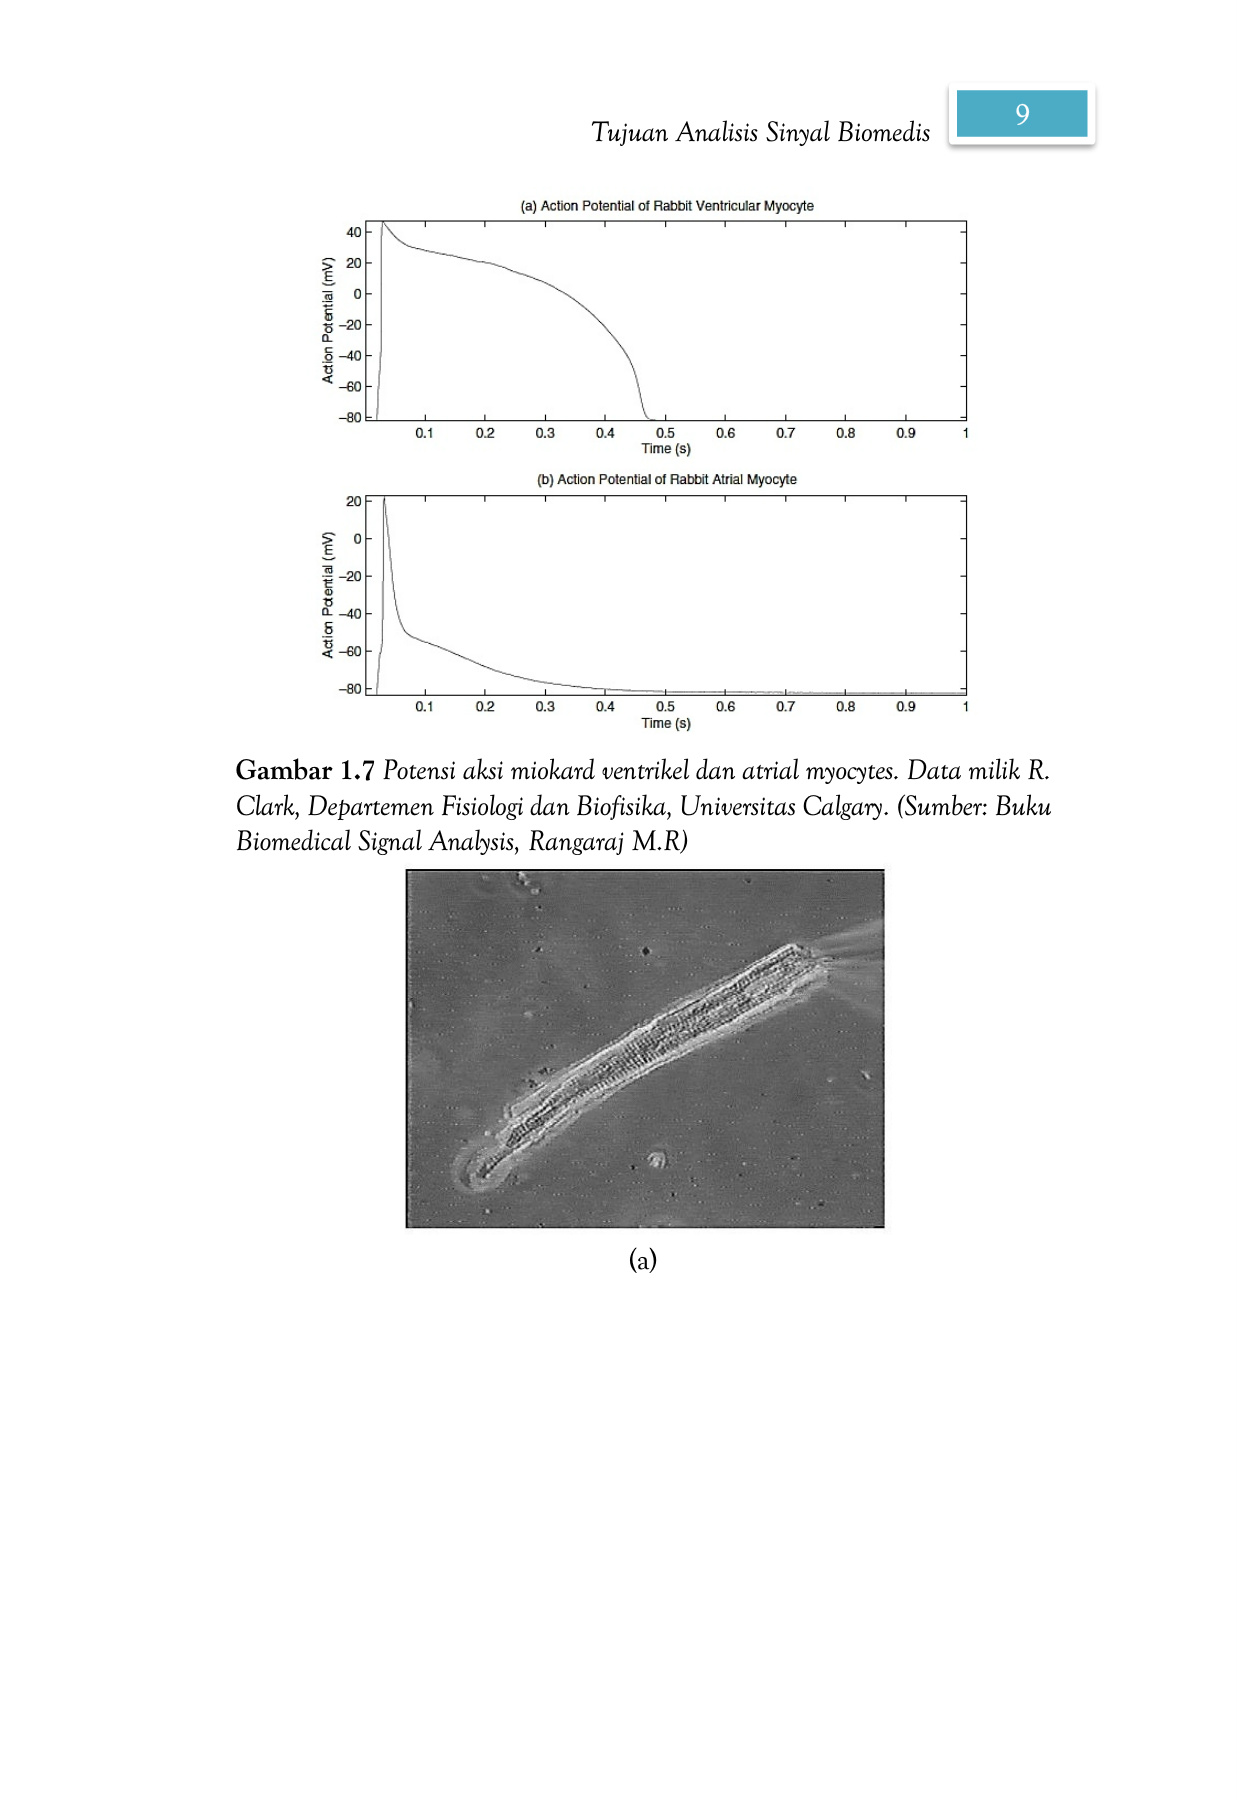 Tujuan Analisis Sinyal Biomedis
9
(a) Action Potential of Rabbit Ventricular Myocyte
Action Potential (mV)
40
20
0
−20
−40
−60
−80
0.1 0.2 0.3 0.4 0.5 0.6 0.7 0.8 0.9 1
Time (s)
(b) Action Potential of Rabbit Atrial Myocyte
Action Potential (mV)
20
0
−20
−40
−60
−80
0.1 0.2 0.3 0.4 0.5 0.6 0.7 0.8 0.9 1
Time (s)
Gambar 1.7 Potensi aksi miokard ventrikel dan atrial myocytes. Data milik R.
Clark, Departemen Fisiologi dan Biofisika, Universitas Calgary. (Sumber: Buku
Biomedical Signal Analysis, Rangaraj M.R)
(a)